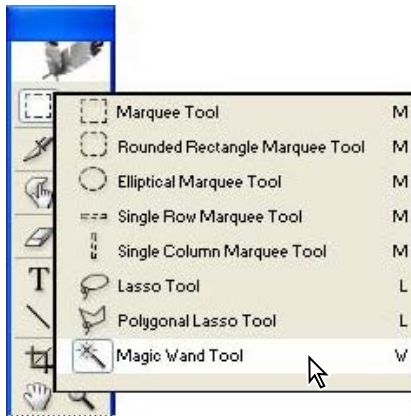 Marquee Tool M
Rounded Rectangle Marquee Tool M
Elliptical Marquee Tool M
Single Row Marquee Tool M
Single Column Marquee Tool M
Lasso Tool L
Polygonal Lasso Tool L
Magic Wand Tool W
T